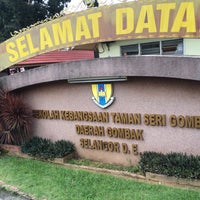 SELAMAT DATA
SEKOLAH KEBANGSAAN TAMAN SERI GOMB
DAERAH GOMBAK
SELANGOR D. E.